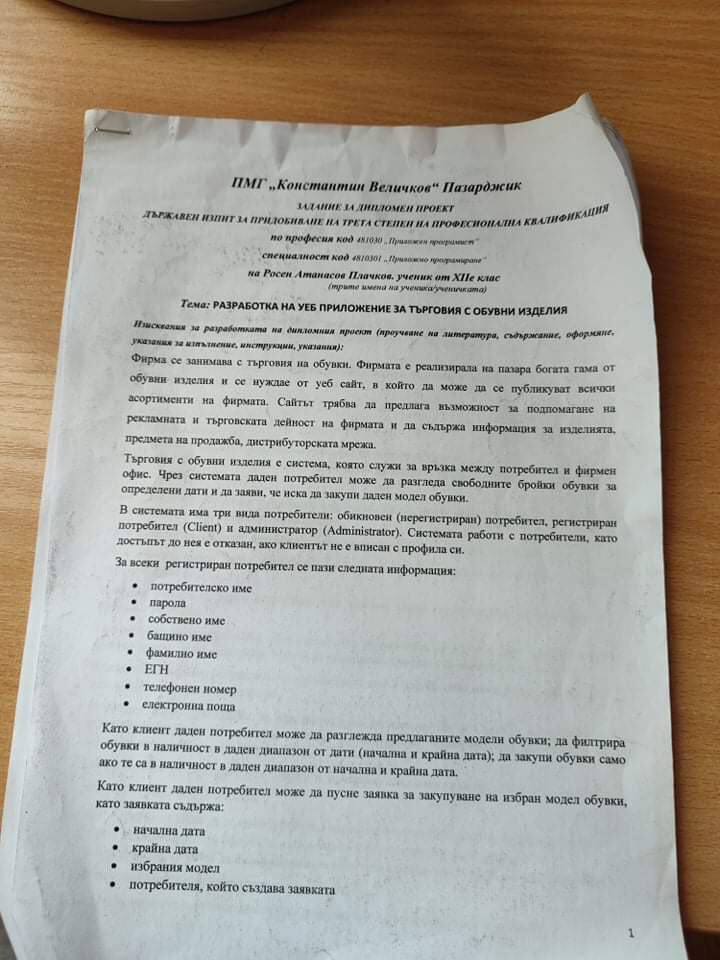 ПМГ „Константин Величков“ Пазарджик
ЗАДАНИЕ ЗА ДИПЛОМЕН ПРОЕКТ
ДЪРЖАВЕН ИЗПИТ ЗА ПРИДОБИВАНЕ НА ТРЕТА СТЕПЕН НА ПРОФЕСИОНАЛНА КВАЛИФИКАЦИЯ
по професия код 481030 „Приложен програмист“
специалност код 4810301 „Приложно програмиране“
на Росен Атанасов Плачков. ученик от XIIе клас
(трите имена на ученика/ученичката)
Тема: РАЗРАБОТКА НА УЕБ ПРИЛОЖЕНИЕ ЗА ТЪРГОВИЯ С ОБУВНИ ИЗДЕЛИЯ
Изисквания за разработката на дипломния проект (проучване на литература, съдържание, оформяне,
указания за изпълнение, инструкции, указания):
Фирма се занимава с търговия на обувки. Фирмата е реализирала на пазара богата гама от
обувни изделия и се нуждае от уеб сайт, в който да може да се публикуват всички
асортименти на фирмата. Сайтът трябва да предлага възможност за подпомагане на
рекламната и търговската дейност на фирмата и да съдържа информация за изделията,
предмета на продажба, дистрибуторската мрежа.
Търговия с обувни изделия е система, която служи за връзка между потребител и фирмен
офис. Чрез системата даден потребител може да разгледа свободните бройки обувки за
определени дати и да заяви, че иска да закупи даден модел обувки.
В системата има три вида потребители: обикновен (нерегистриран) потребител, регистриран
потребител (Client) и администратор (Administrator). Системата работи с потребители, като
достъпът до нея е отказан, ако клиентът не е вписан с профила си.
За всеки регистриран потребител се пази следната информация:
• потребителско име
• парола
• собствено име
• бащино име
• фамилно име
• ЕГН
• телефонен номер
• електронна поща
Като клиент даден потребител може да разглежда предлаганите модели обувки; да филтрира
обувки в наличност в даден диапазон от дати (начална и крайна дата); да закупи обувки само
ако те са в наличност в даден диапазон от начална и крайна дата.
Като клиент даден потребител може да пусне заявка за закупуване на избран модел обувки,
като заявката съдържа:
• начална дата
• крайна дата
• избрания модел
• потребителя, който създава заявката
1